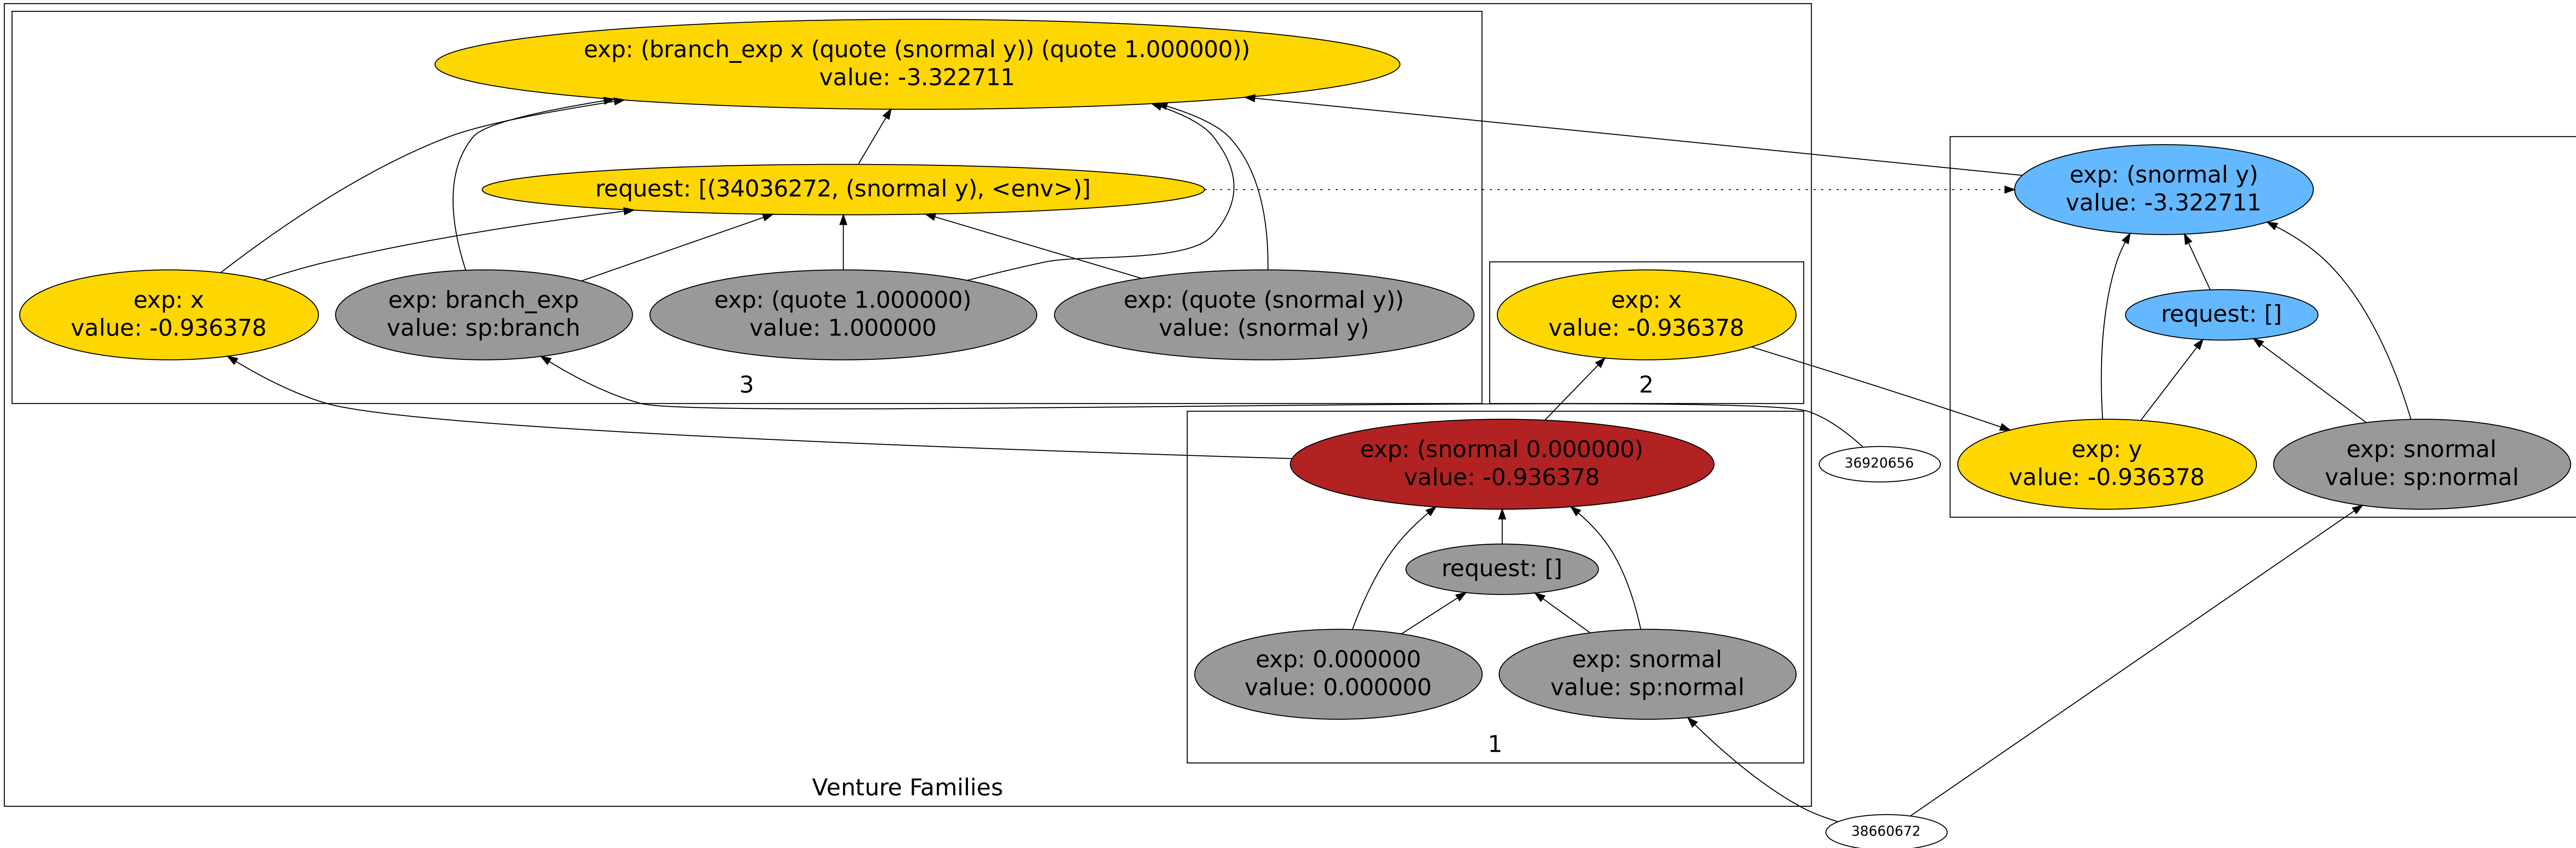 exp: (branch_exp x (quote (snormal y)) (quote 1.000000))
value: -3.322711
request: [(34036272, (snormal y), <env>)]
exp: x
value: -0.936378
exp: branch_exp
value: sp:branch
exp: (quote 1.000000)
value: 1.000000
exp: (quote (snormal y))
value: (snormal y)
3
exp: x
value: -0.936378
2
exp: (snormal 0.000000)
value: -0.936378
request: []
exp: 0.000000
value: 0.000000
exp: snormal
value: sp:normal
1
Venture Families
36920656
exp: (snormal y)
value: -3.322711
request: []
exp: y
value: -0.936378
exp: snormal
value: sp:normal
38660672